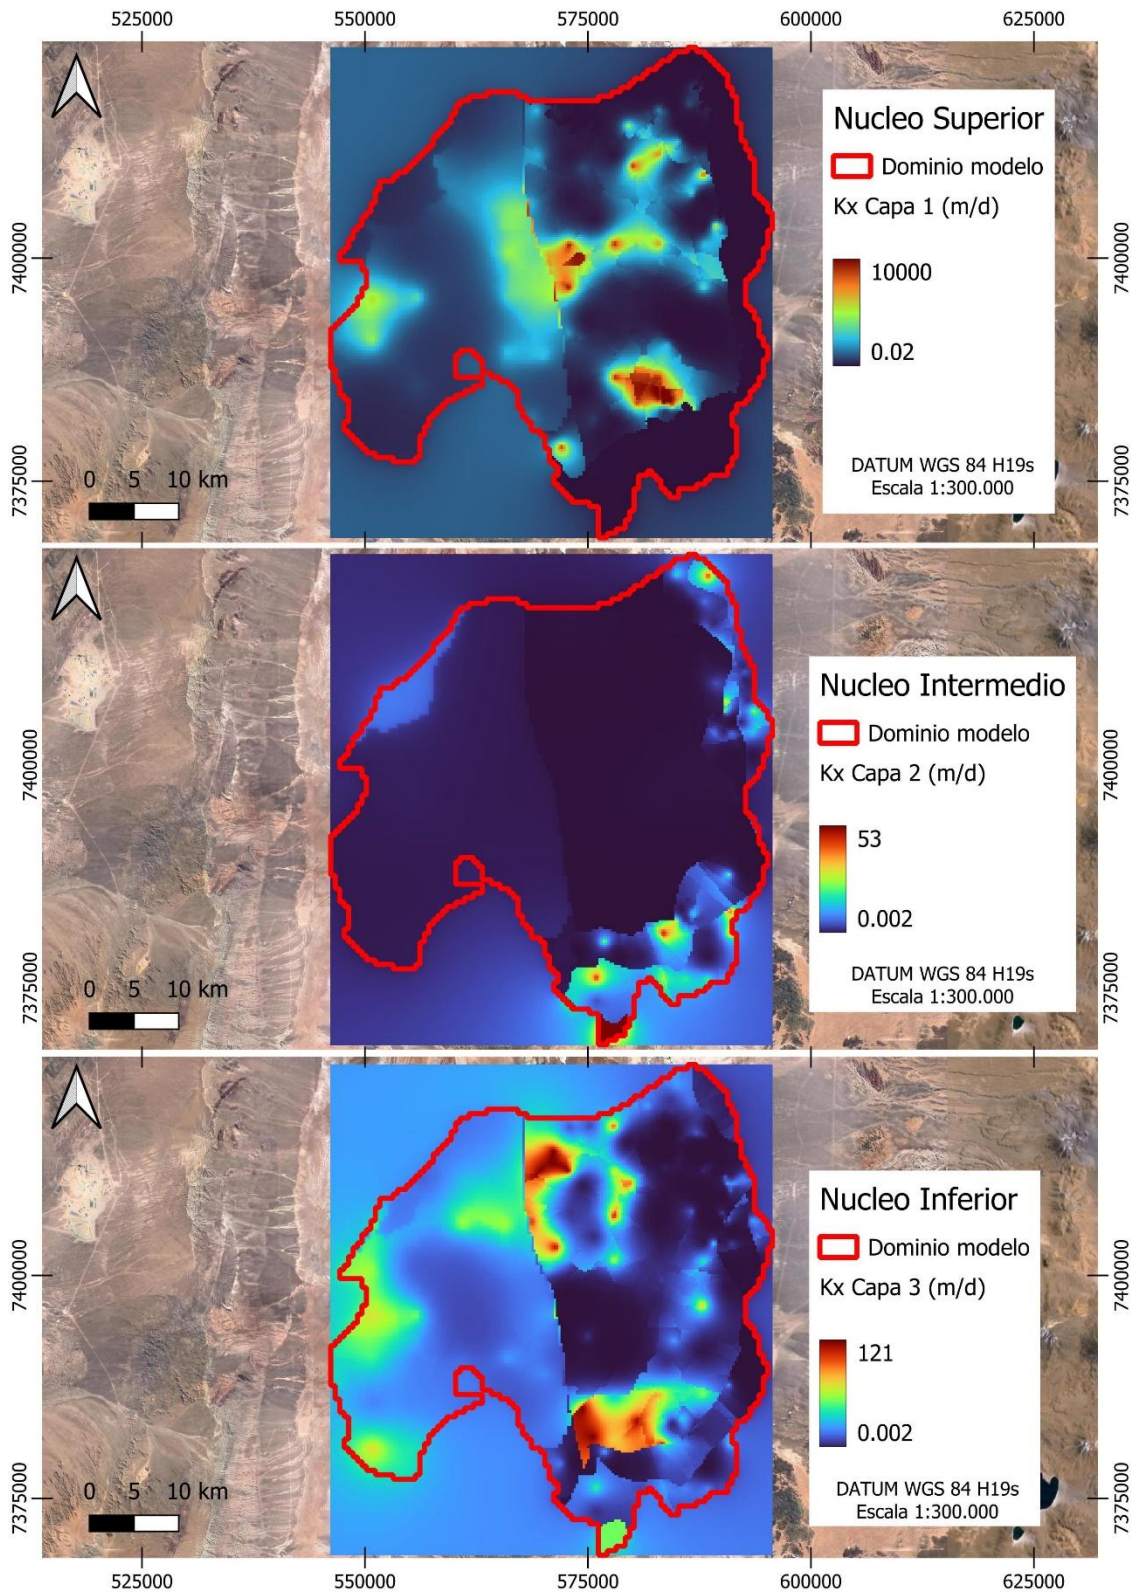 525000 550000 575000 600000 625000
Nucleo Superior
Dominio modelo
Kx Capa 1 (m/d)
10000
0.02
DATUM WGS 84 H19s
Escala 1:300.000
7400000 7400000
7375000 7375000
0 5 10 km
Nucleo Intermedio
Dominio modelo
Kx Capa 2 (m/d)
53
0.002
DATUM WGS 84 H19s
Escala 1:300.000
7400000 7400000
7375000 7375000
0 5 10 km
Nucleo Inferior
Dominio modelo
Kx Capa 3 (m/d)
121
0.002
DATUM WGS 84 H19s
Escala 1:300.000
7400000 7400000
7375000 7375000
0 5 10 km
525000 550000 575000 600000 625000